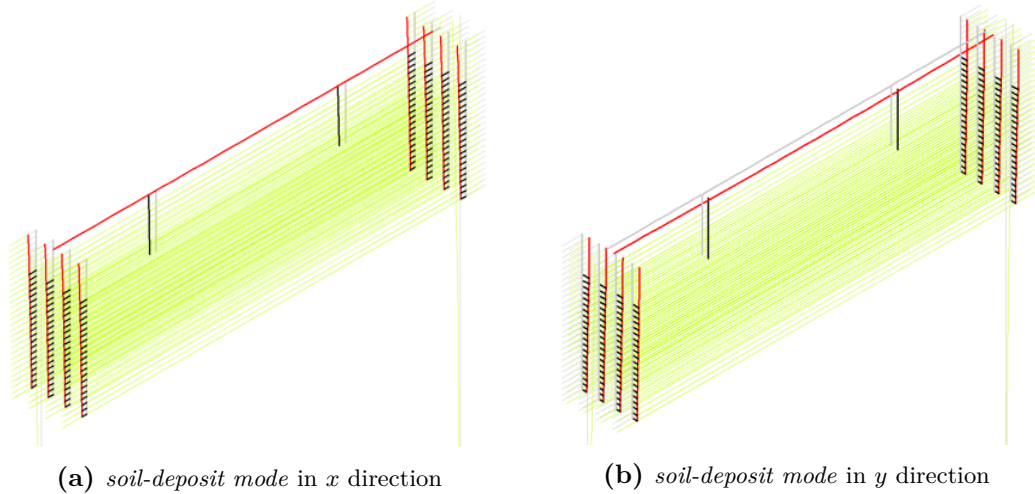 (a) soil-deposit mode in x direction
(b) soil-deposit mode in y direction